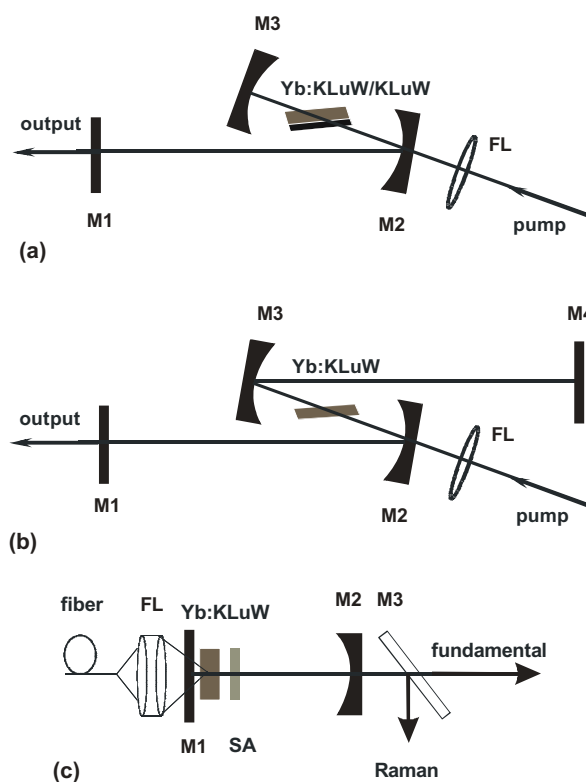 M3
Yb:KLuW/KLuW
output
FL
M1
M2
pump
(a)
M3
M4
Yb:KLuW
output
FL
M1
M2
pump
(b)
fiber
FL
Yb:KLuW
M2
M3
fundamental
M1
SA
Raman
(c)